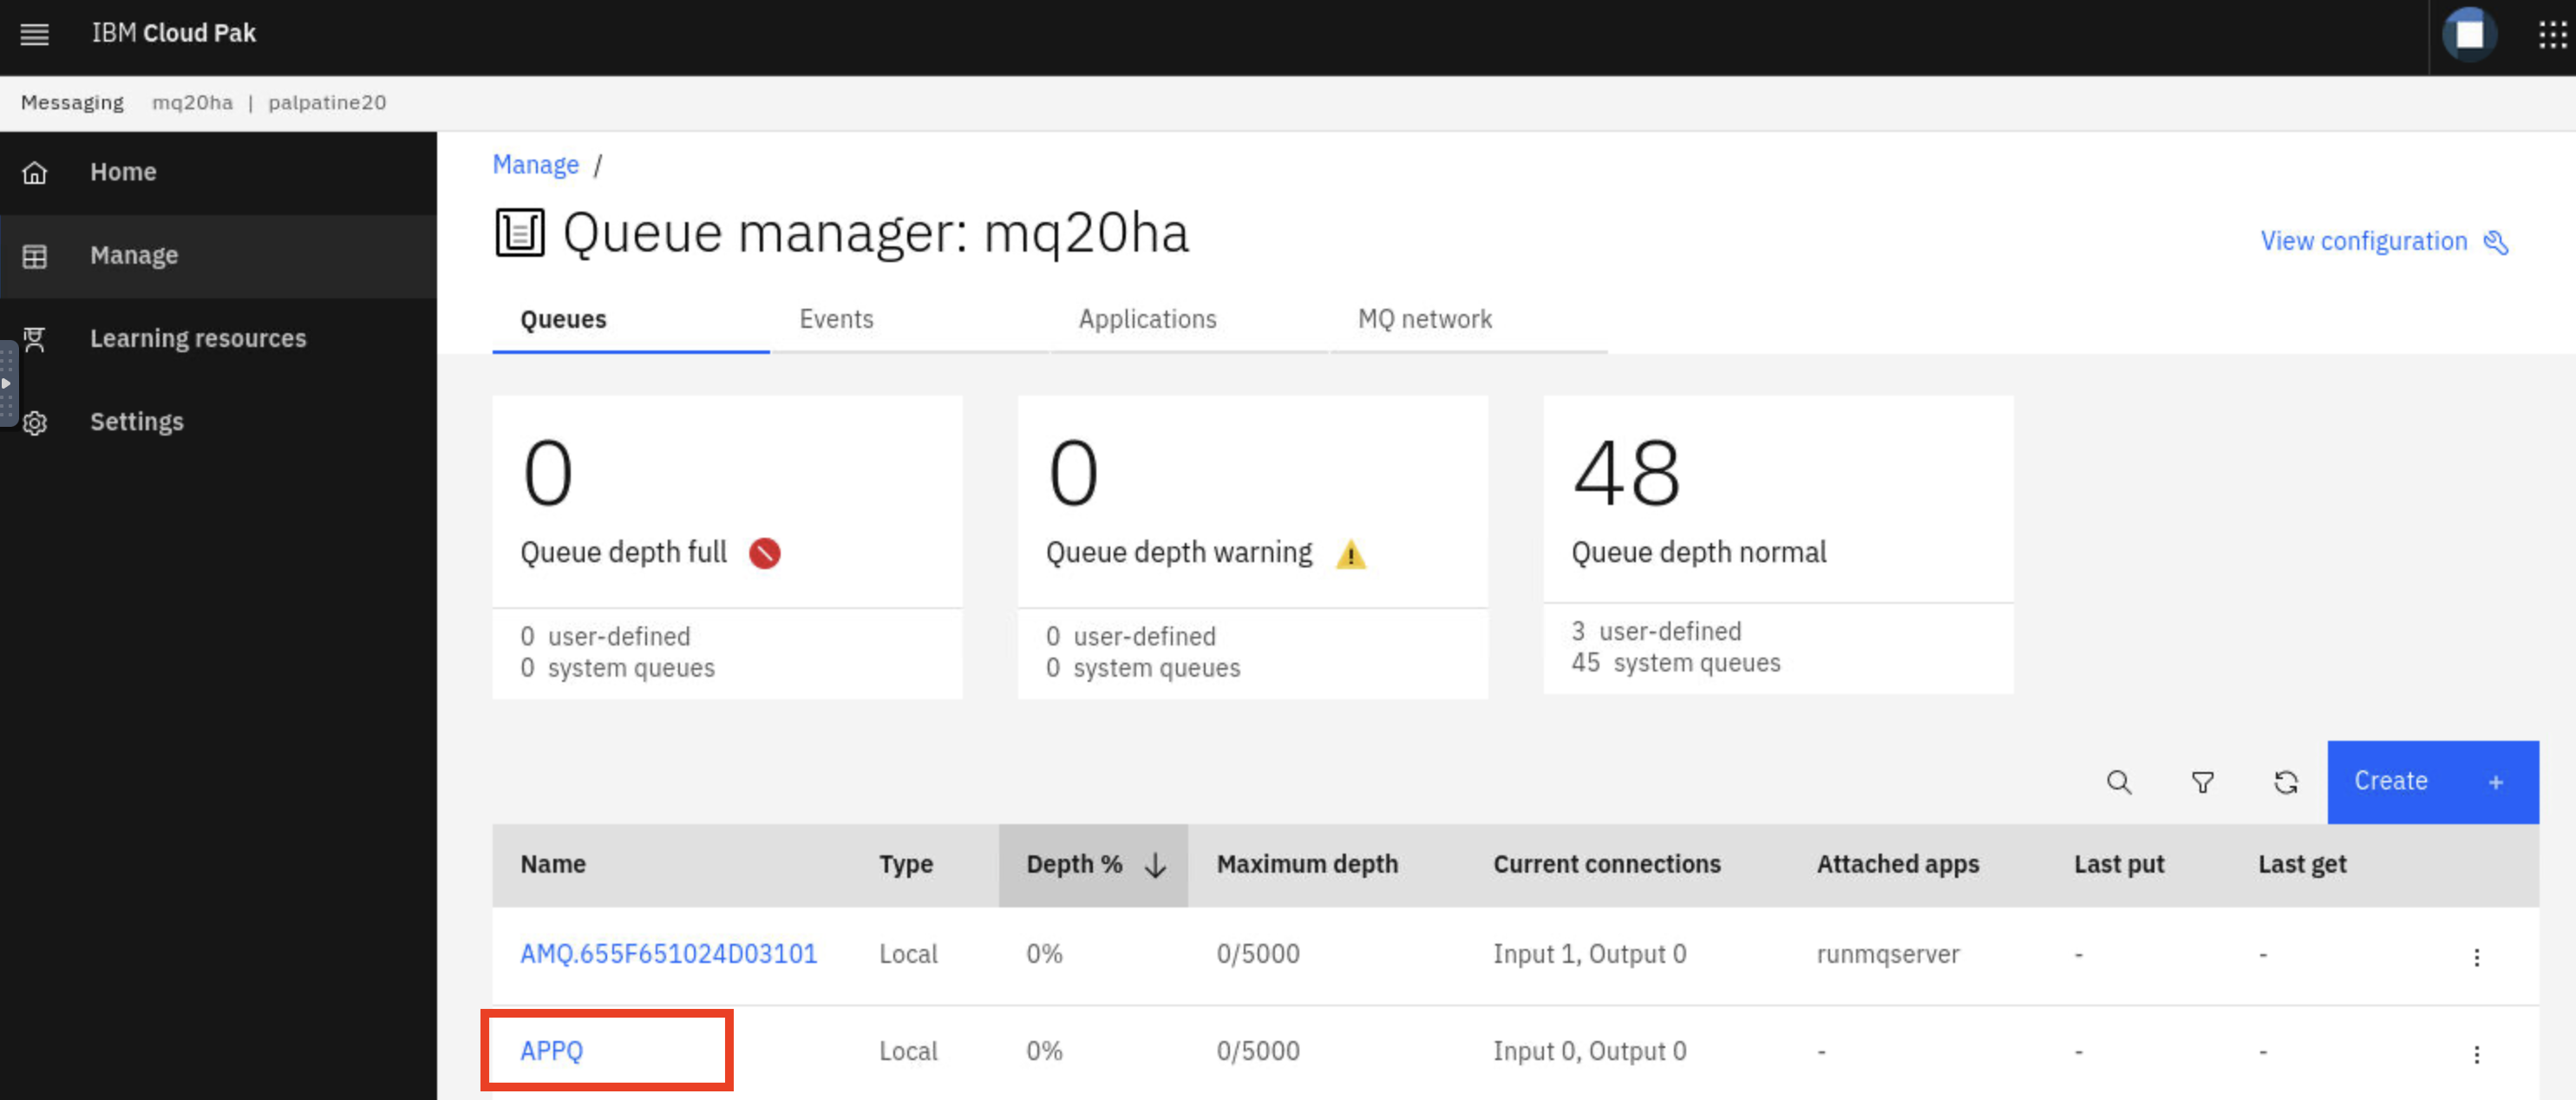 IBM Cloud Pak
Messaging mq20ha | palpatine20
Home
Manage
Learning resources
Settings
Manage /
Queue manager: mq20ha
View configuration
Queues Events Applications MQ network
0
Queue depth full
0 user-defined
0 system queues
0
Queue depth warning
0 user-defined
0 system queues
48
Queue depth normal
3 user-defined
45 system queues
Create +
Name Type Depth % Maximum depth Current connections Attached apps Last put Last get
AMQ.655F651024D03101 Local 0% 0/5000 Input 1, Output 0 runmqserver - -
APPQ Local 0% 0/5000 Input 0, Output 0 - - -